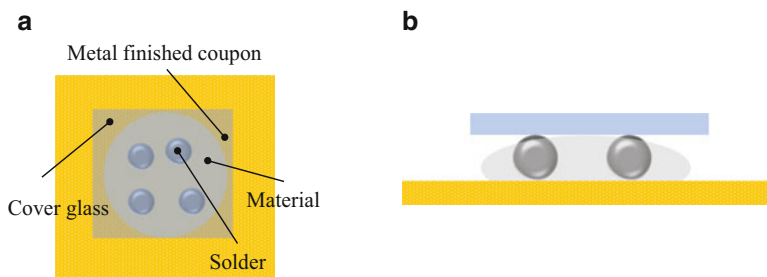 a
b
Metal finished coupon
Cover glass
Material
Solder